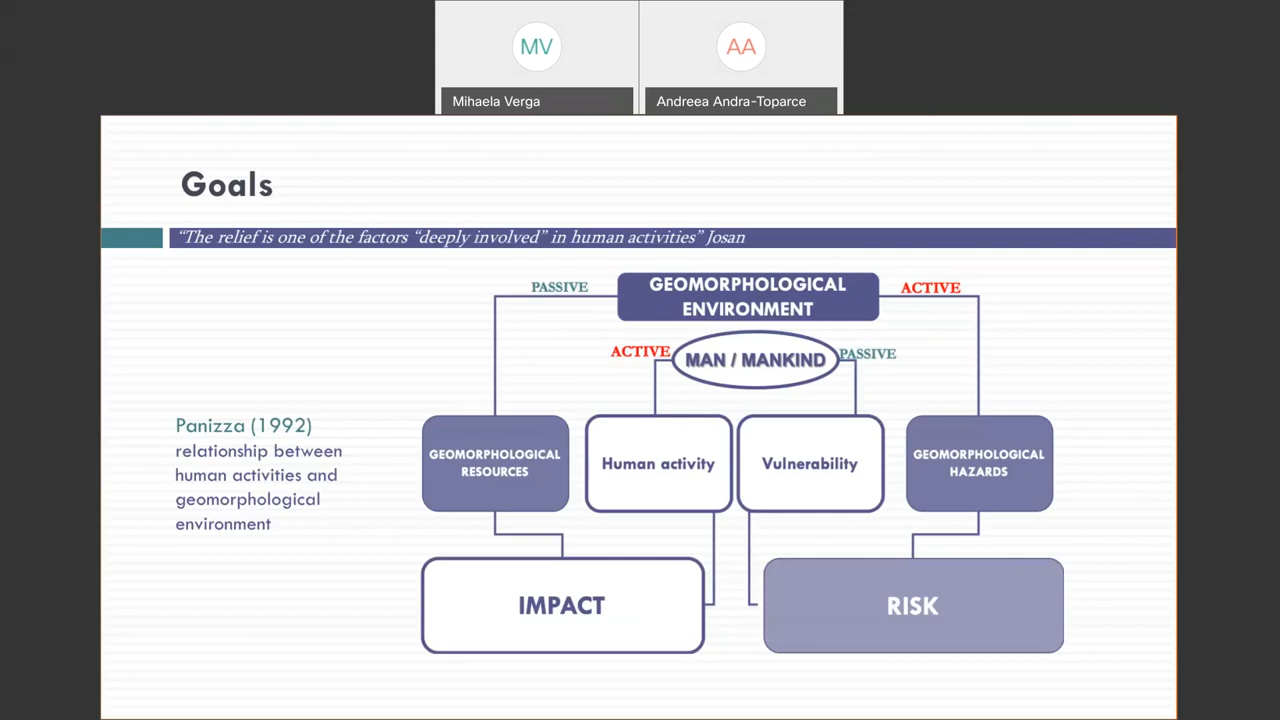 MV
AA
Mihaela Verga
Andreea Andra-Toparce
Goals
“The relief is one of the factors “deeply involved” in human activities” Josan
PASSIVE
GEOMORPHOLOGICAL
ENVIRONMENT
ACTIVE
ACTIVE
MAN / MANKIND
PASSIVE
Panizza (1992)
relationship between
human activities and
geomorphological
environment
GEOMORPHOLOGICAL
RESOURCES
Human activity
Vulnerability
GEOMORPHOLOGICAL
HAZARDS
IMPACT
RISK